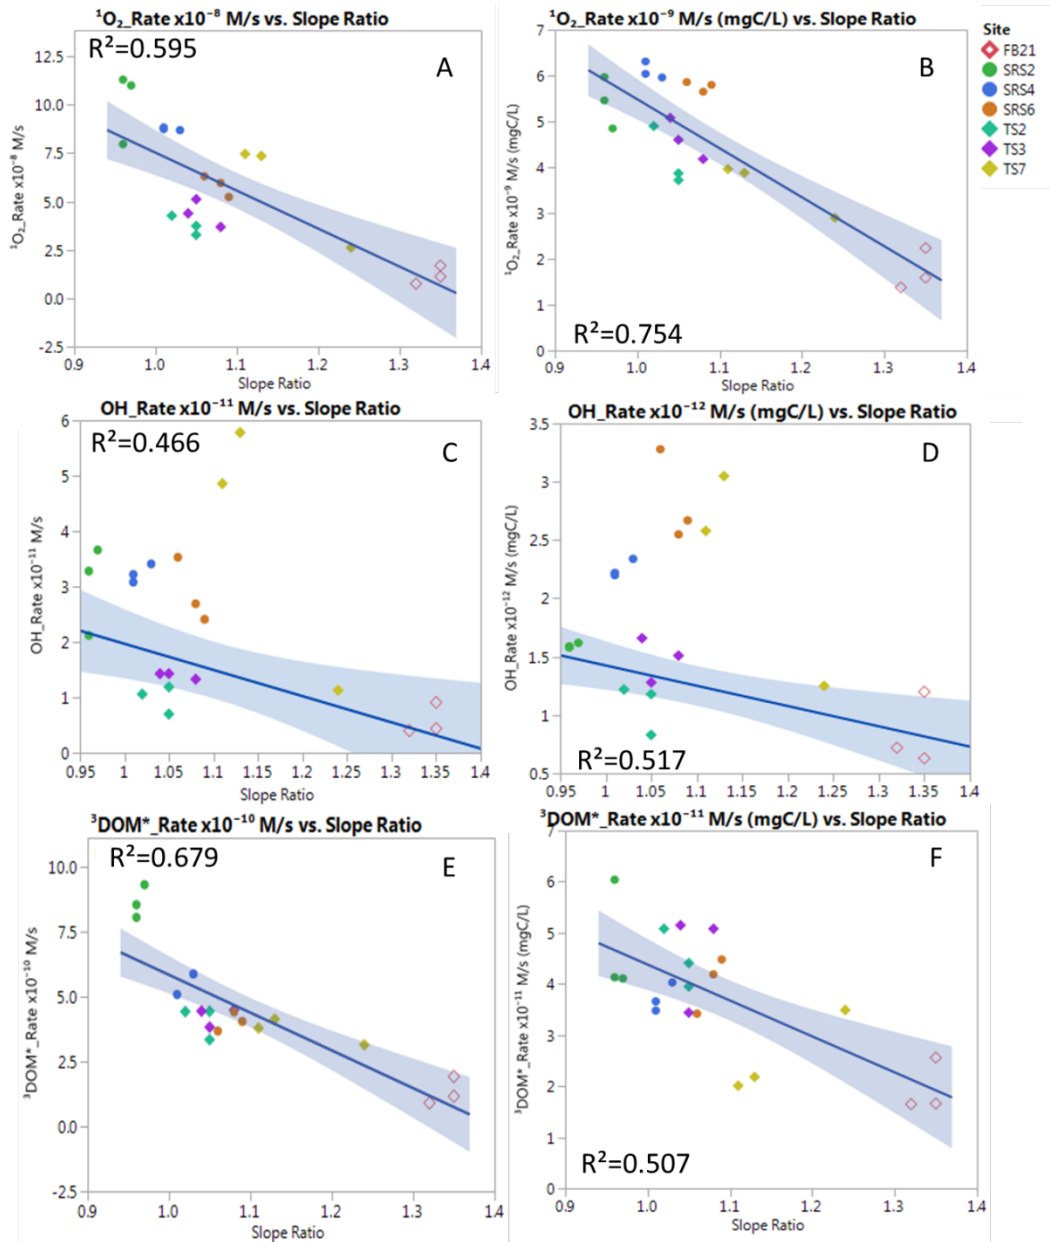 ¹O₂_Rate x10⁻⁸ M/s vs. Slope Ratio
R²=0.595
A
12.5
10.0
7.5
5.0
2.5
0.0
-2.5
¹O₂_Rate x10⁻⁸ M/s
0.9 1.0 1.1 1.2 1.3 1.4
Slope Ratio
¹O₂_Rate x10⁻⁹ M/s (mgC/L) vs. Slope Ratio
B
7
6
5
4
3
2
1
0
¹O₂_Rate x10⁻⁹ M/s (mgC/L)
R²=0.754
0.9 1.0 1.1 1.2 1.3 1.4
Slope Ratio
Site
FB21
SRS2
SRS4
SRS6
TS2
TS3
TS7
OH_Rate x10⁻¹¹ M/s vs. Slope Ratio
R²=0.466
C
6
5
4
3
2
1
0
OH_Rate x10⁻¹¹ M/s
0.95 1 1.05 1.1 1.15 1.2 1.25 1.3 1.35 1.4
Slope Ratio
OH_Rate x10⁻¹² M/s (mgC/L) vs. Slope Ratio
D
3.5
3
2.5
2
1.5
1
0.5
OH_Rate x10⁻¹² M/s (mgC/L)
R²=0.517
0.95 1 1.05 1.1 1.15 1.2 1.25 1.3 1.35 1.4
Slope Ratio
³DOM*_Rate x10⁻¹⁰ M/s vs. Slope Ratio
R²=0.679
E
10.0
7.5
5.0
2.5
0.0
-2.5
³DOM*_Rate x10⁻¹⁰ M/s
0.9 1.0 1.1 1.2 1.3 1.4
Slope Ratio
³DOM*_Rate x10⁻¹¹ M/s (mgC/L) vs. Slope Ratio
F
7
6
5
4
3
2
1
0
³DOM*_Rate x10⁻¹¹ M/s (mgC/L)
R²=0.507
0.9 1.0 1.1 1.2 1.3 1.4
Slope Ratio